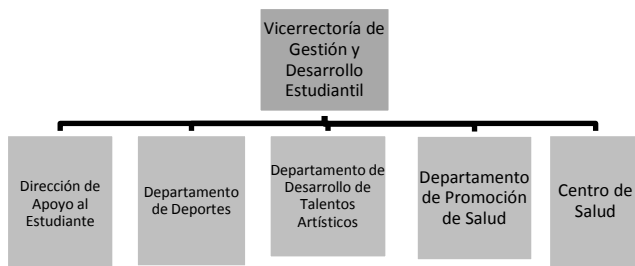 Vicerrectoría de
Gestión y
Desarrollo
Estudiantil
Dirección de
Apoyo al
Estudiante
Departamento
de Deportes
Departamento de
Desarrollo de
Talentos
Artísticos
Departamento
de Promoción
de Salud
Centro de
Salud